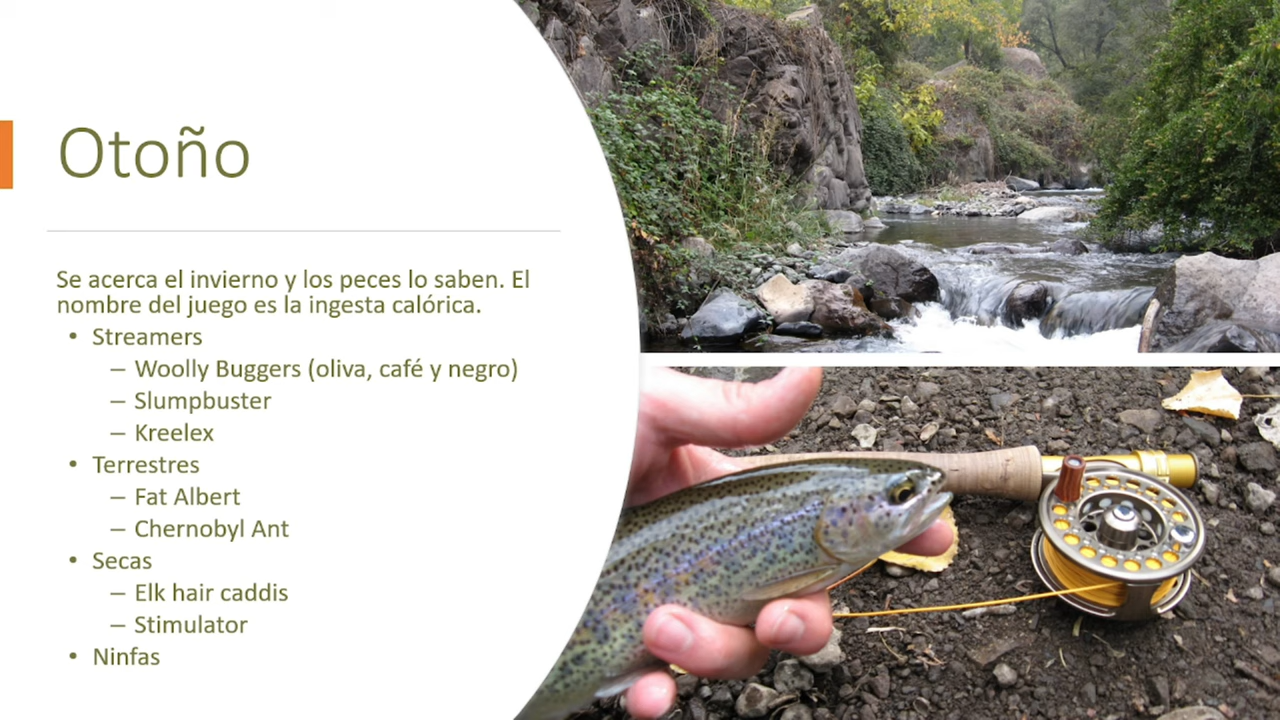 Otoño
Se acerca el invierno y los peces lo saben. El
nombre del juego es la ingesta calórica.
• Streamers
– Woolly Buggers (oliva, café y negro)
– Slumpbuster
– Kreelex
• Terrestres
– Fat Albert
– Chernobyl Ant
• Secas
– Elk hair caddis
– Stimulator
• Ninfas